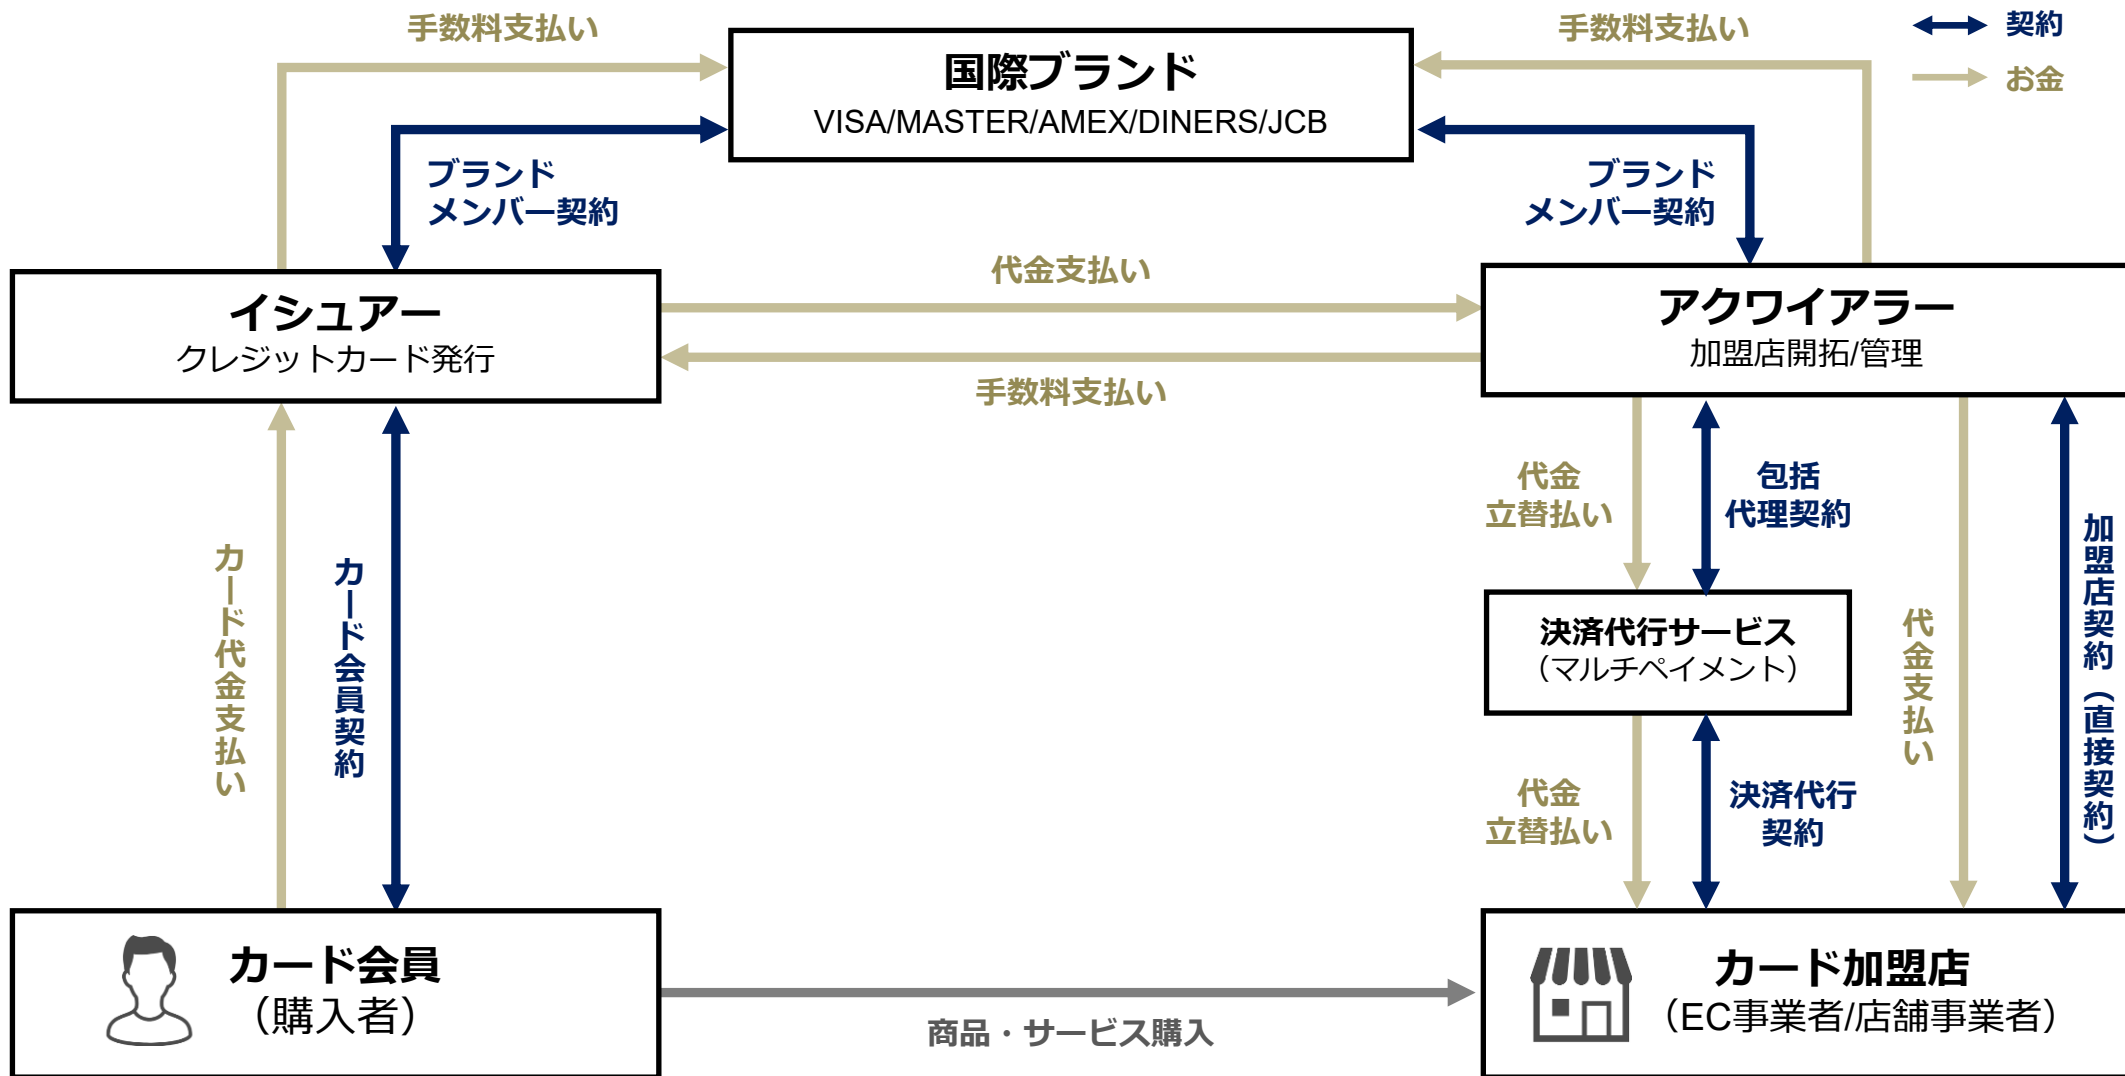 手数料支払い
国際ブランド
VISA/MASTER/AMEX/DINERS/JCB
手数料支払い
契約
お金
ブランド
メンバー契約
ブランド
メンバー契約
イシュアー
クレジットカード発行
代金支払い
手数料支払い
アクワイアラー
加盟店開拓/管理
代金
立替払い
包括
代理契約
カード代金支払い
カード会員契約
決済代行サービス
（マルチペイメント）
代金支払い
加盟店契約（直接契約）
代金
立替払い
決済代行
契約
カード会員
（購入者）
商品・サービス購入
カード加盟店
（EC事業者/店舗事業者）